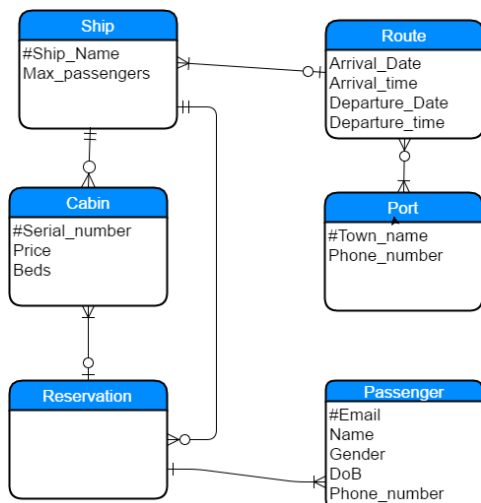 Ship
#Ship_Name
Max_passengers
Route
Arrival_Date
Arrival_time
Departure_Date
Departure_time
Cabin
#Serial_number
Price
Beds
Port
#Town_name
Phone_number
Reservation
Passenger
#Email
Name
Gender
DoB
Phone_number